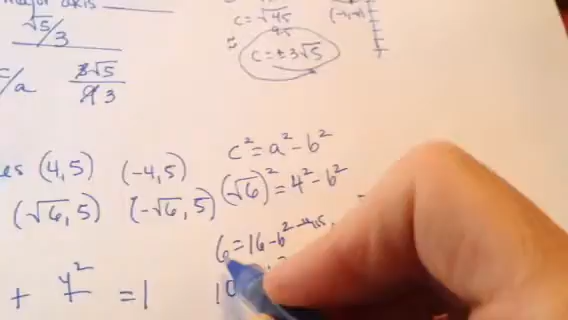 major axis
√5/3
c/a 3√5/9 3
c=√45
c=±3√5
(4,5) (-4,5)
(√6,5) (-√6,5)
+ y²/ =1
c²=a²-b²
(√6)²=4²-b²
6=16-b²
10